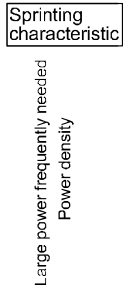 Sprinting
characteristic
Large power frequently needed
Power density